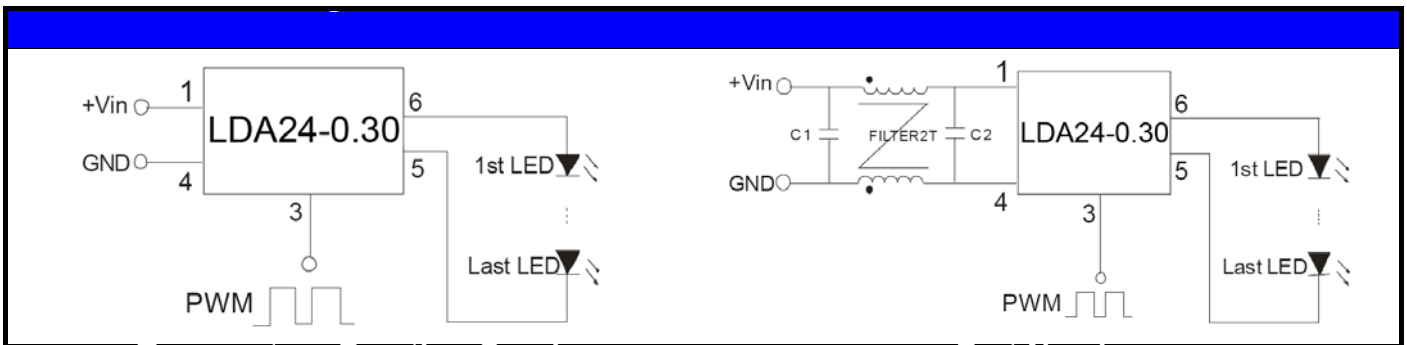 +Vin
1
LDA24-0.30
6
GND
4
5
3
1st LED
Last LED
PWM
+Vin
1
C1
FILTER2T
C2
LDA24-0.30
6
GND
4
5
3
1st LED
Last LED
PWM